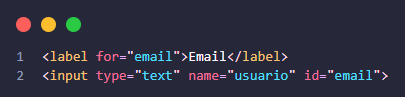 1 <label for="email">Email</label>
2 <input type="text" name="usuario" id="email">